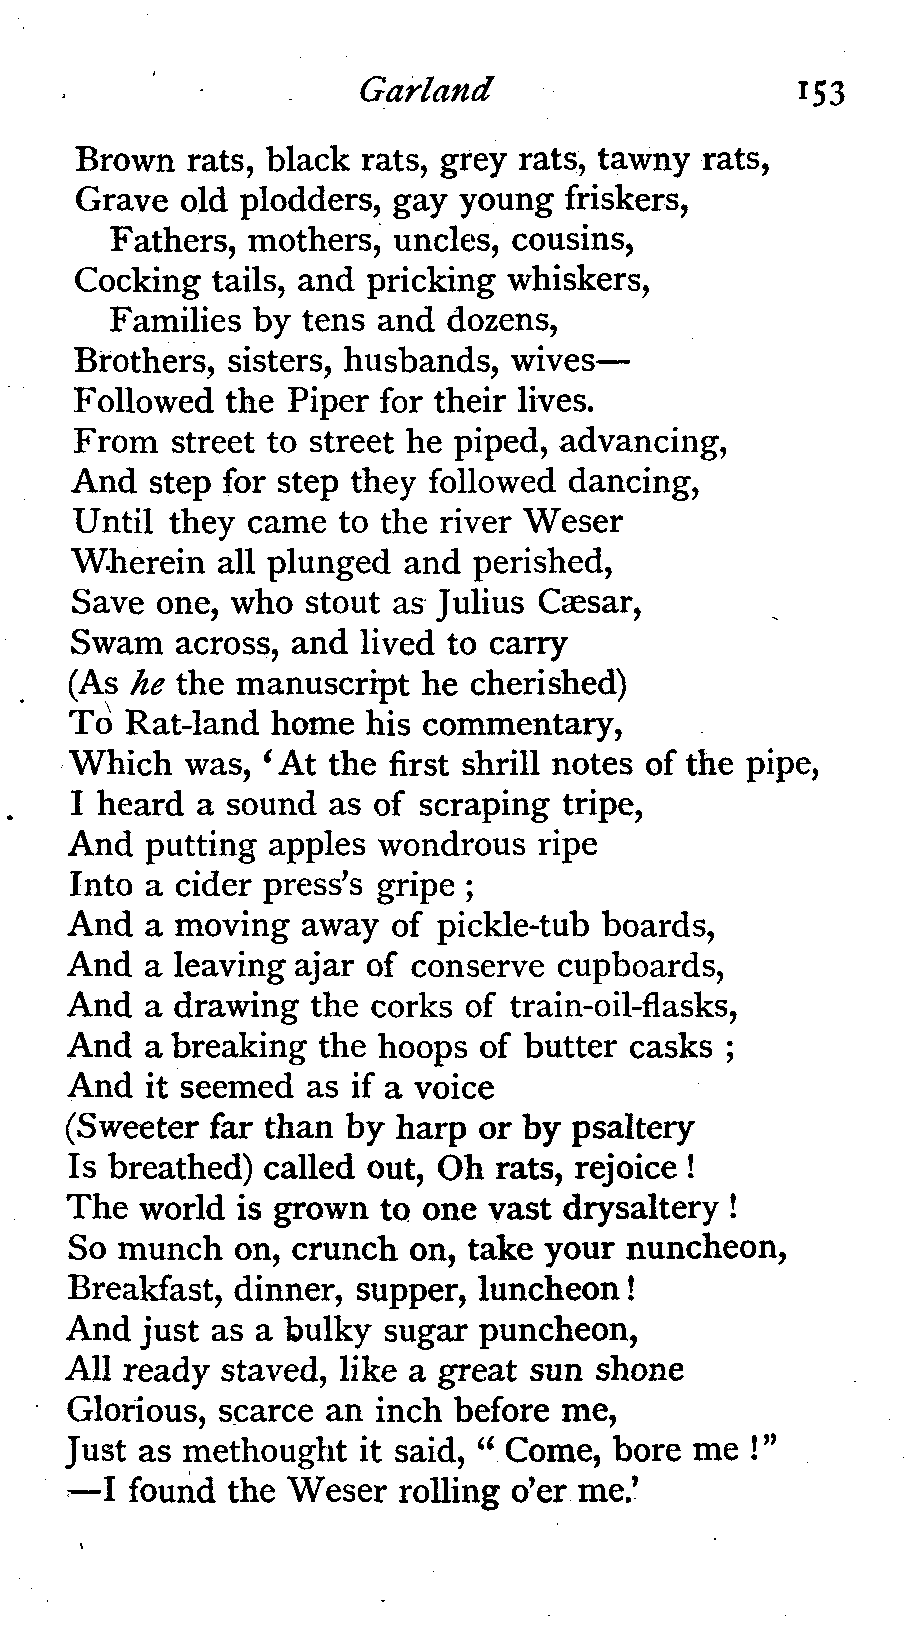 Garland 153
Brown rats, black rats, grey rats, tawny rats,
Grave old plodders, gay young friskers,
Fathers, mothers, uncles, cousins,
Cocking tails, and pricking whiskers,
Families by tens and dozens,
Brothers, sisters, husbands, wives—
Followed the Piper for their lives.
From street to street he piped, advancing,
And step for step they followed dancing,
Until they came to the river Weser
Wherein all plunged and perished,
Save one, who stout as Julius Cæsar,
Swam across, and lived to carry
(As he the manuscript he cherished)
To Rat-land home his commentary,
Which was, ‘At the first shrill notes of the pipe,
I heard a sound as of scraping tripe,
And putting apples wondrous ripe
Into a cider press's gripe ;
And a moving away of pickle-tub boards,
And a leaving ajar of conserve cupboards,
And a drawing the corks of train-oil-flasks,
And a breaking the hoops of butter casks ;
And it seemed as if a voice
(Sweeter far than by harp or by psaltery
Is breathed) called out, Oh rats, rejoice !
The world is grown to one vast drysaltery !
So munch on, crunch on, take your nuncheon,
Breakfast, dinner, supper, luncheon !
And just as a bulky sugar puncheon,
All ready staved, like a great sun shone
Glorious, scarce an inch before me,
Just as methought it said, “ Come, bore me !”
—I found the Weser rolling o'er me.’